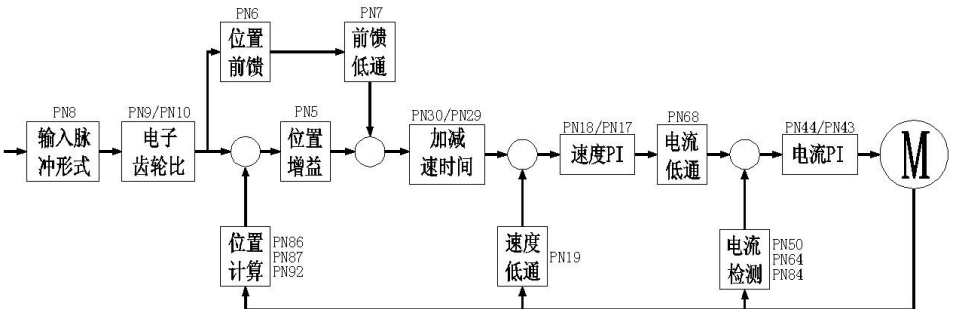 PN6
位置
前馈
PN7
前馈
低通
PN8
输入脉
冲形式
PN9/PN10
电子
齿轮比
PN5
位置
增益
PN30/PN29
加减
速时间
PN18/PN17
速度PI
PN68
电流
低通
PN44/PN43
电流PI
M
位置
计算
PN86
PN87
PN92
速度
低通
PN19
电流
检测
PN50
PN64
PN84